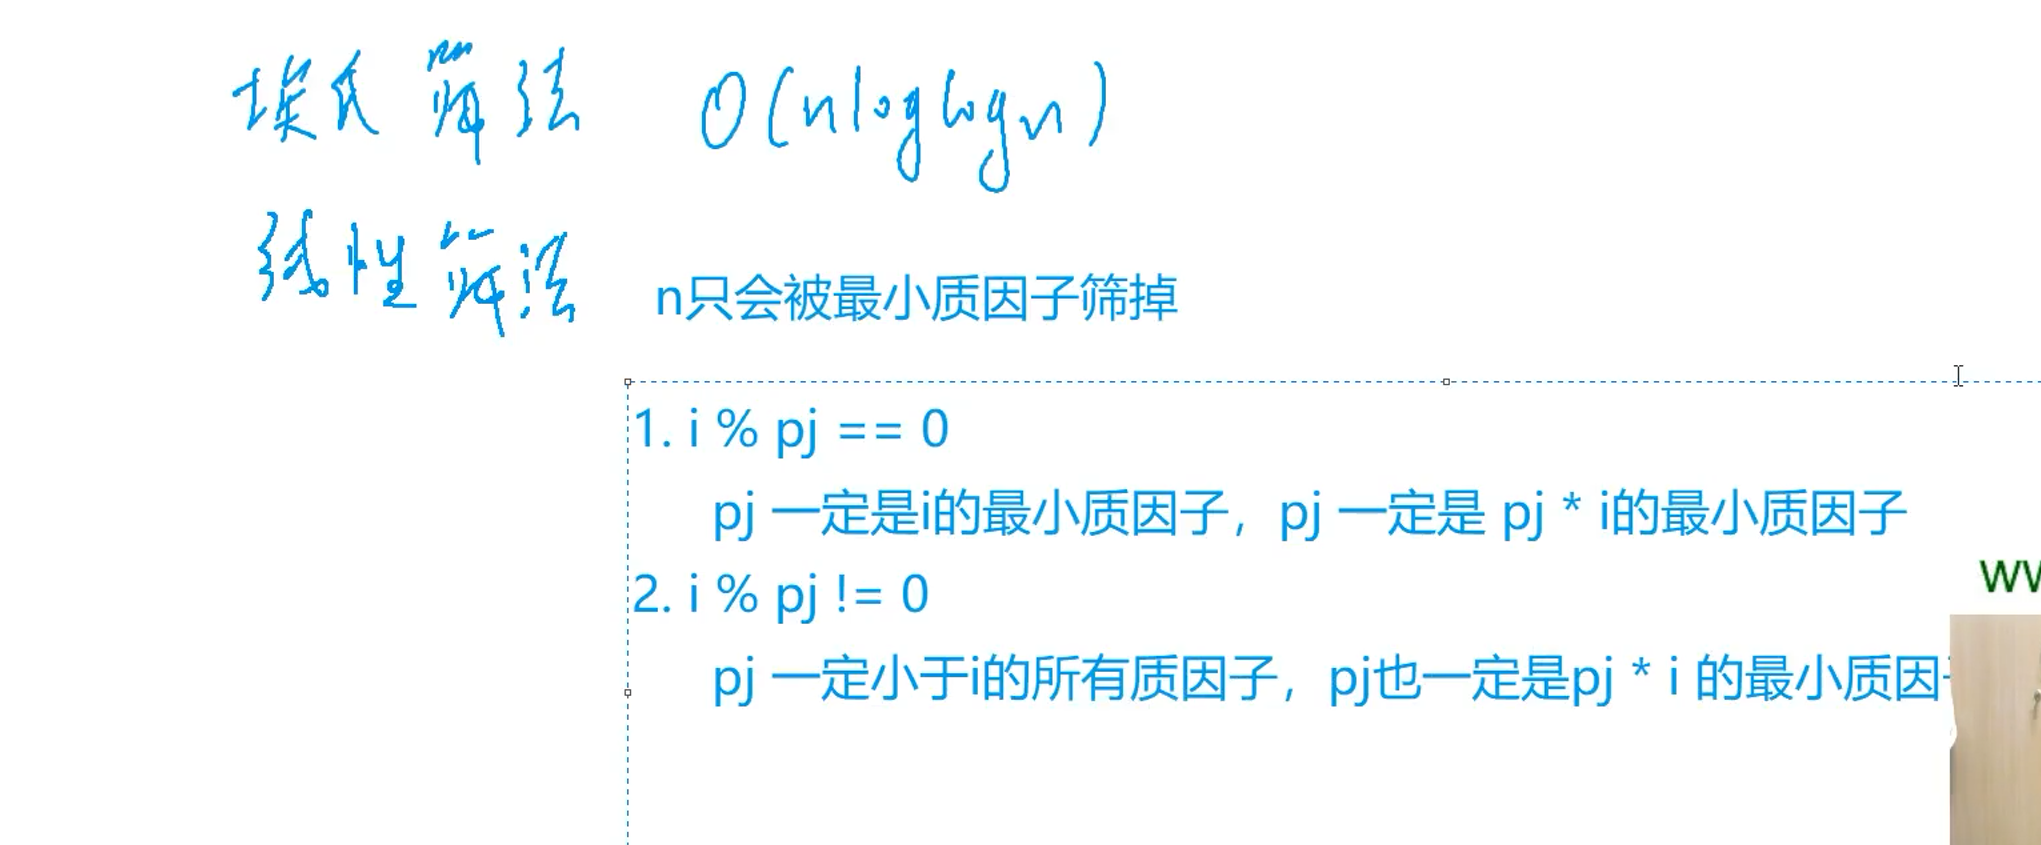 埃氏筛法 O(nloglogn)
线性筛法 n只会被最小质因子筛掉
1. i % pj == 0
pj 一定是i的最小质因子，pj 一定是 pj * i的最小质因子
2. i % pj != 0
pj 一定小于i的所有质因子，pj也一定是pj * i 的最小质因